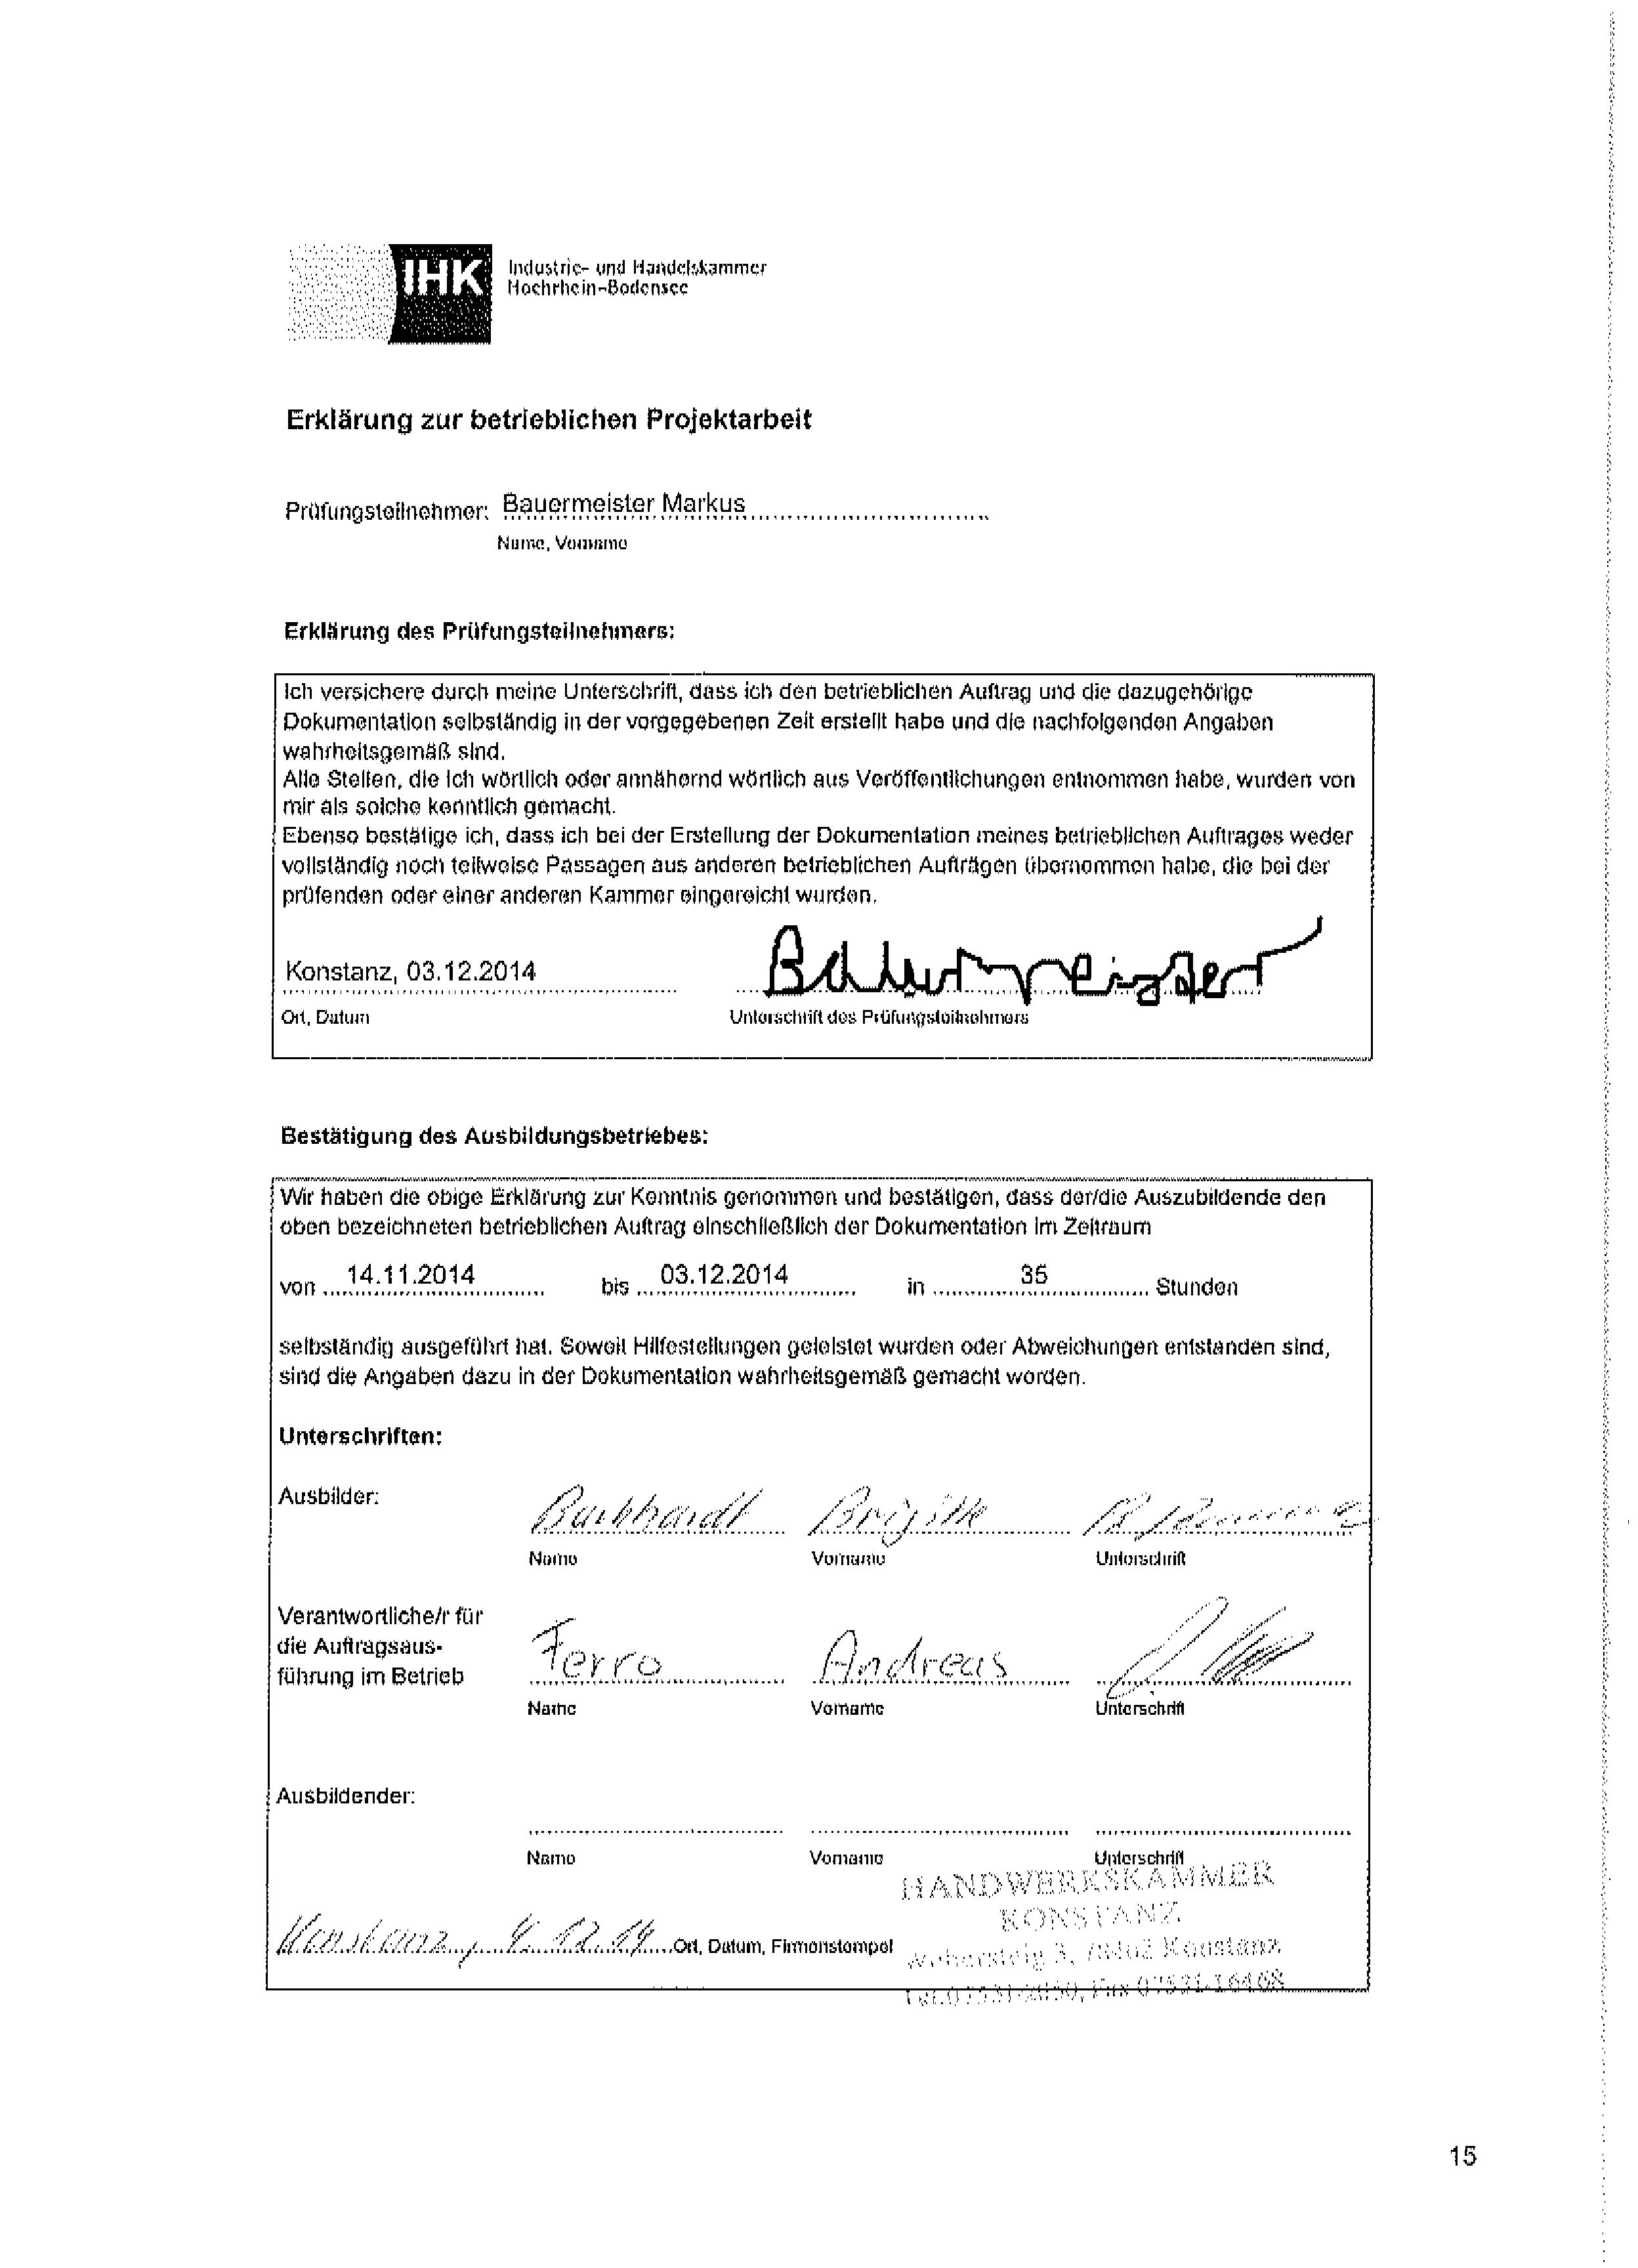 IHK
Industrie- und Handelskammer
Hochrhein-Bodensee
Erklärung zur betrieblichen Projektarbeit
Prüfungsteilnehmer: Bauermeister Markus
Name, Vorname
Erklärung des Prüfungsteilnehmers:
Ich versichere durch meine Unterschrift, dass ich den betrieblichen Auftrag und die dazugehörige
Dokumentation selbständig in der vorgegebenen Zeit erstellt habe und die nachfolgenden Angaben
wahrheitsgemäß sind.
Alle Stellen, die ich wörtlich oder annähernd wörtlich aus Veröffentlichungen entnommen habe, wurden von
mir als solche kenntlich gemacht.
Ebenso bestätige ich, dass ich bei der Erstellung der Dokumentation meines betrieblichen Auftrages weder
vollständig noch teilweise Passagen aus anderen betrieblichen Aufträgen übernommen habe, die bei der
prüfenden oder einer anderen Kammer eingereicht wurden.
Konstanz, 03.12.2014 Bauermeister
Ort, Datum Unterschrift des Prüfungsteilnehmers
Bestätigung des Ausbildungsbetriebes:
Wir haben die obige Erklärung zur Kenntnis genommen und bestätigen, dass der/die Auszubildende den
oben bezeichneten betrieblichen Auftrag einschließlich der Dokumentation im Zeitraum
von 14.11.2014 bis 03.12.2014 in 35 Stunden
selbständig ausgeführt hat. Soweit Hilfestellungen geleistet wurden oder Abweichungen entstanden sind,
sind die Angaben dazu in der Dokumentation wahrheitsgemäß gemacht worden.
Unterschriften:
Ausbilder: Brigitte
Name Vorname Unterschrift
Verantwortliche/r für
die Auftragsaus-
führung im Betrieb Ferro Andreas
Name Vorname Unterschrift
Ausbildender:
Name Vorname Unterschrift
HANDWERKSKAMMER
KONSTANZ
Konstanz, 4.12.14 Ort, Datum, Firmenstempel
Webersteig 3, 78462 Konstanz
15